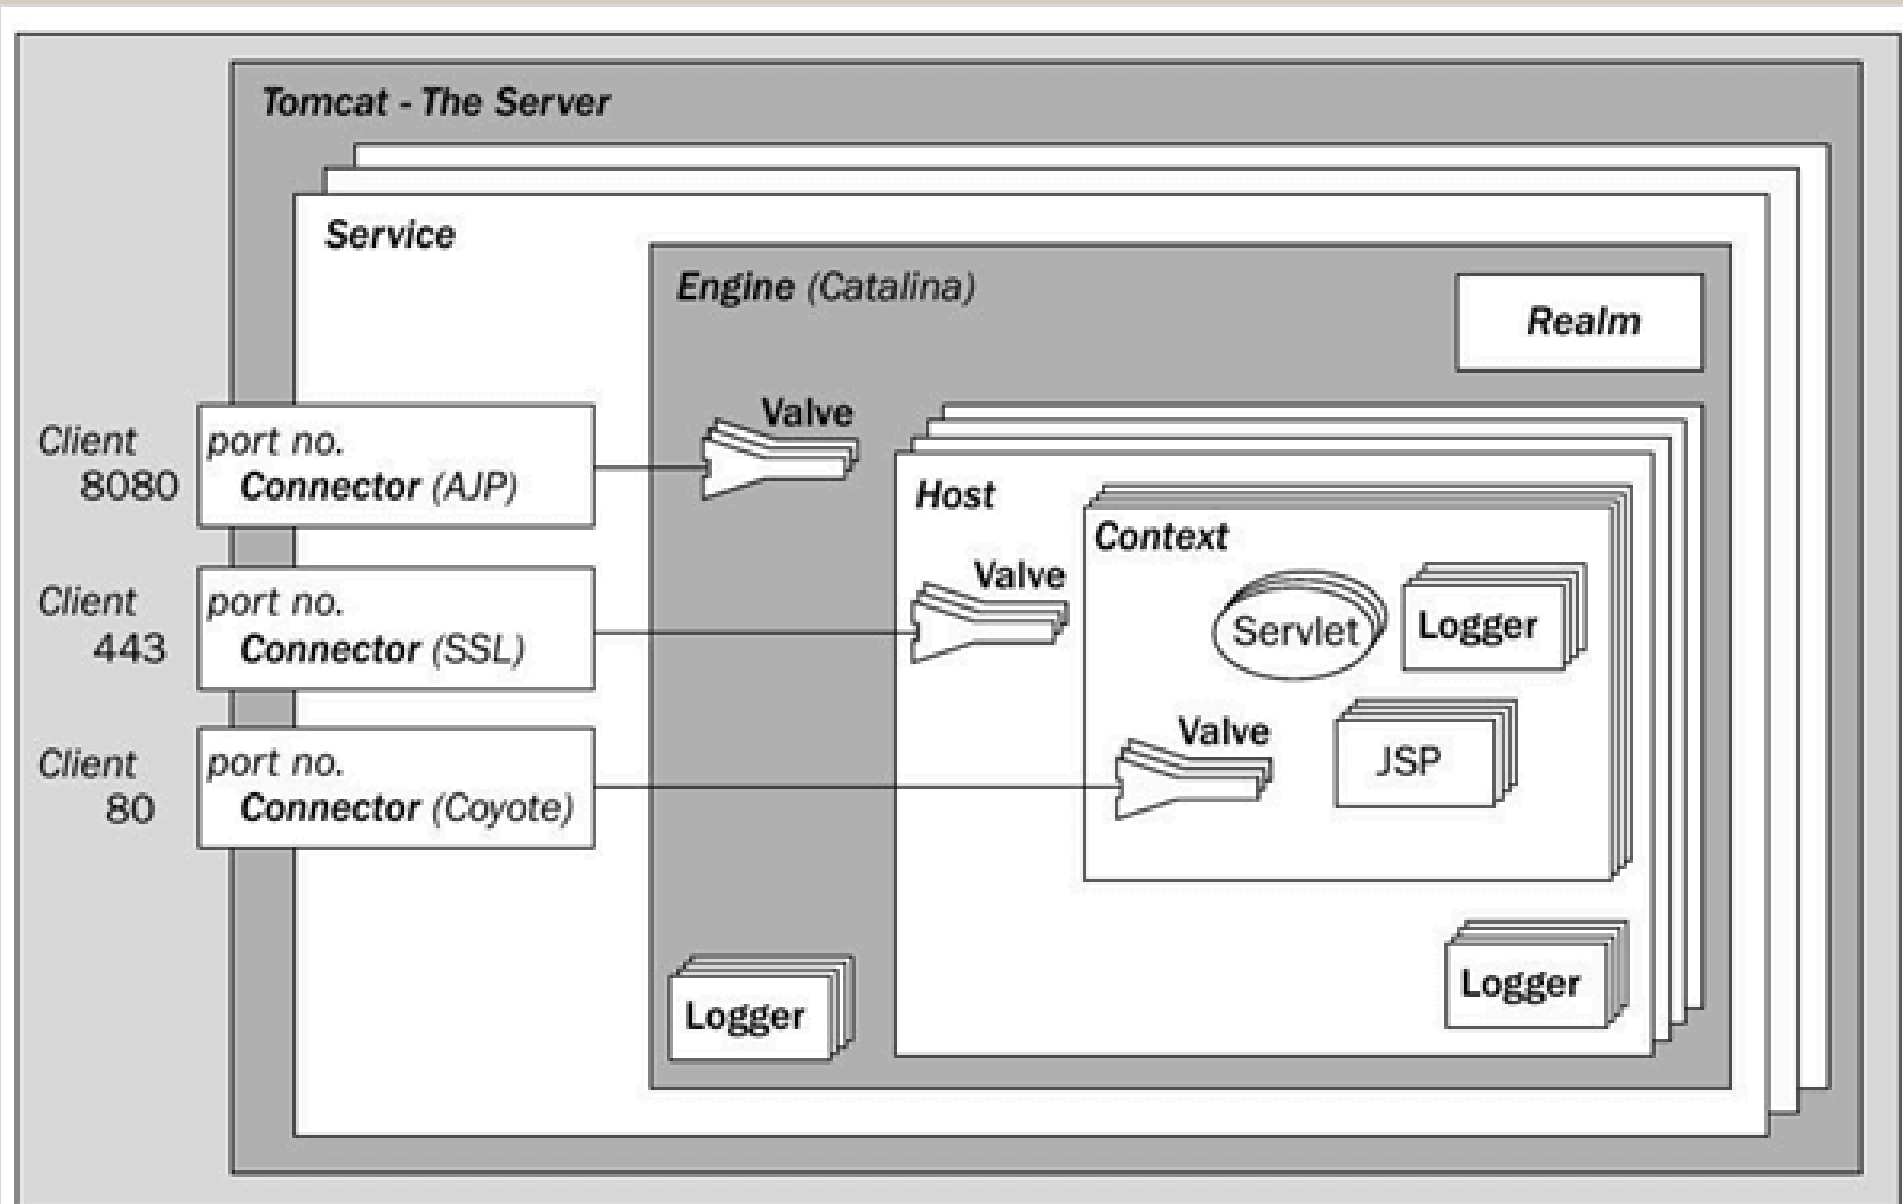 Tomcat - The Server
Service
Engine (Catalina)
Realm
Client
8080
port no.
Connector (AJP)
Valve
Host
Context
Client
443
port no.
Connector (SSL)
Valve
Servlet
Logger
Client
80
port no.
Connector (Coyote)
Valve
JSP
Logger
Logger